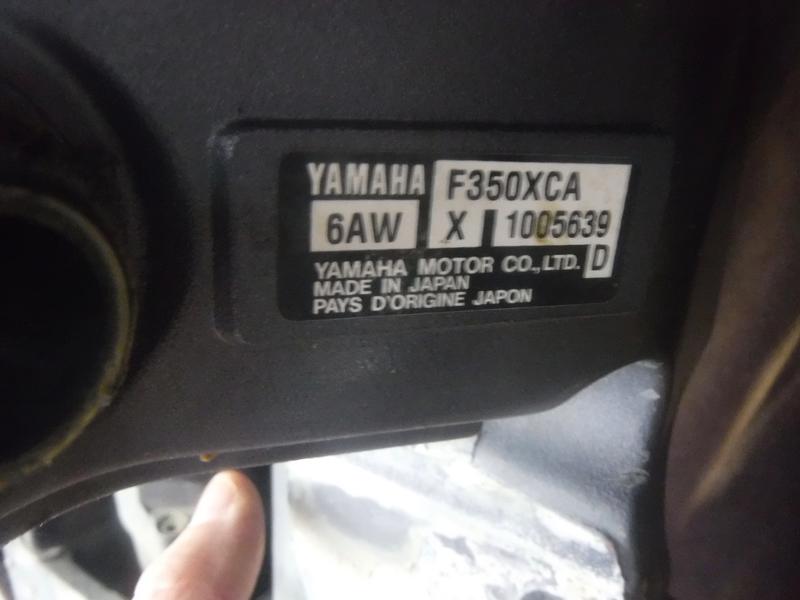 YAMAHA F350XCA
6AW X 1005639
YAMAHA MOTOR CO., LTD. D
MADE IN JAPAN
PAYS D'ORIGINE JAPON